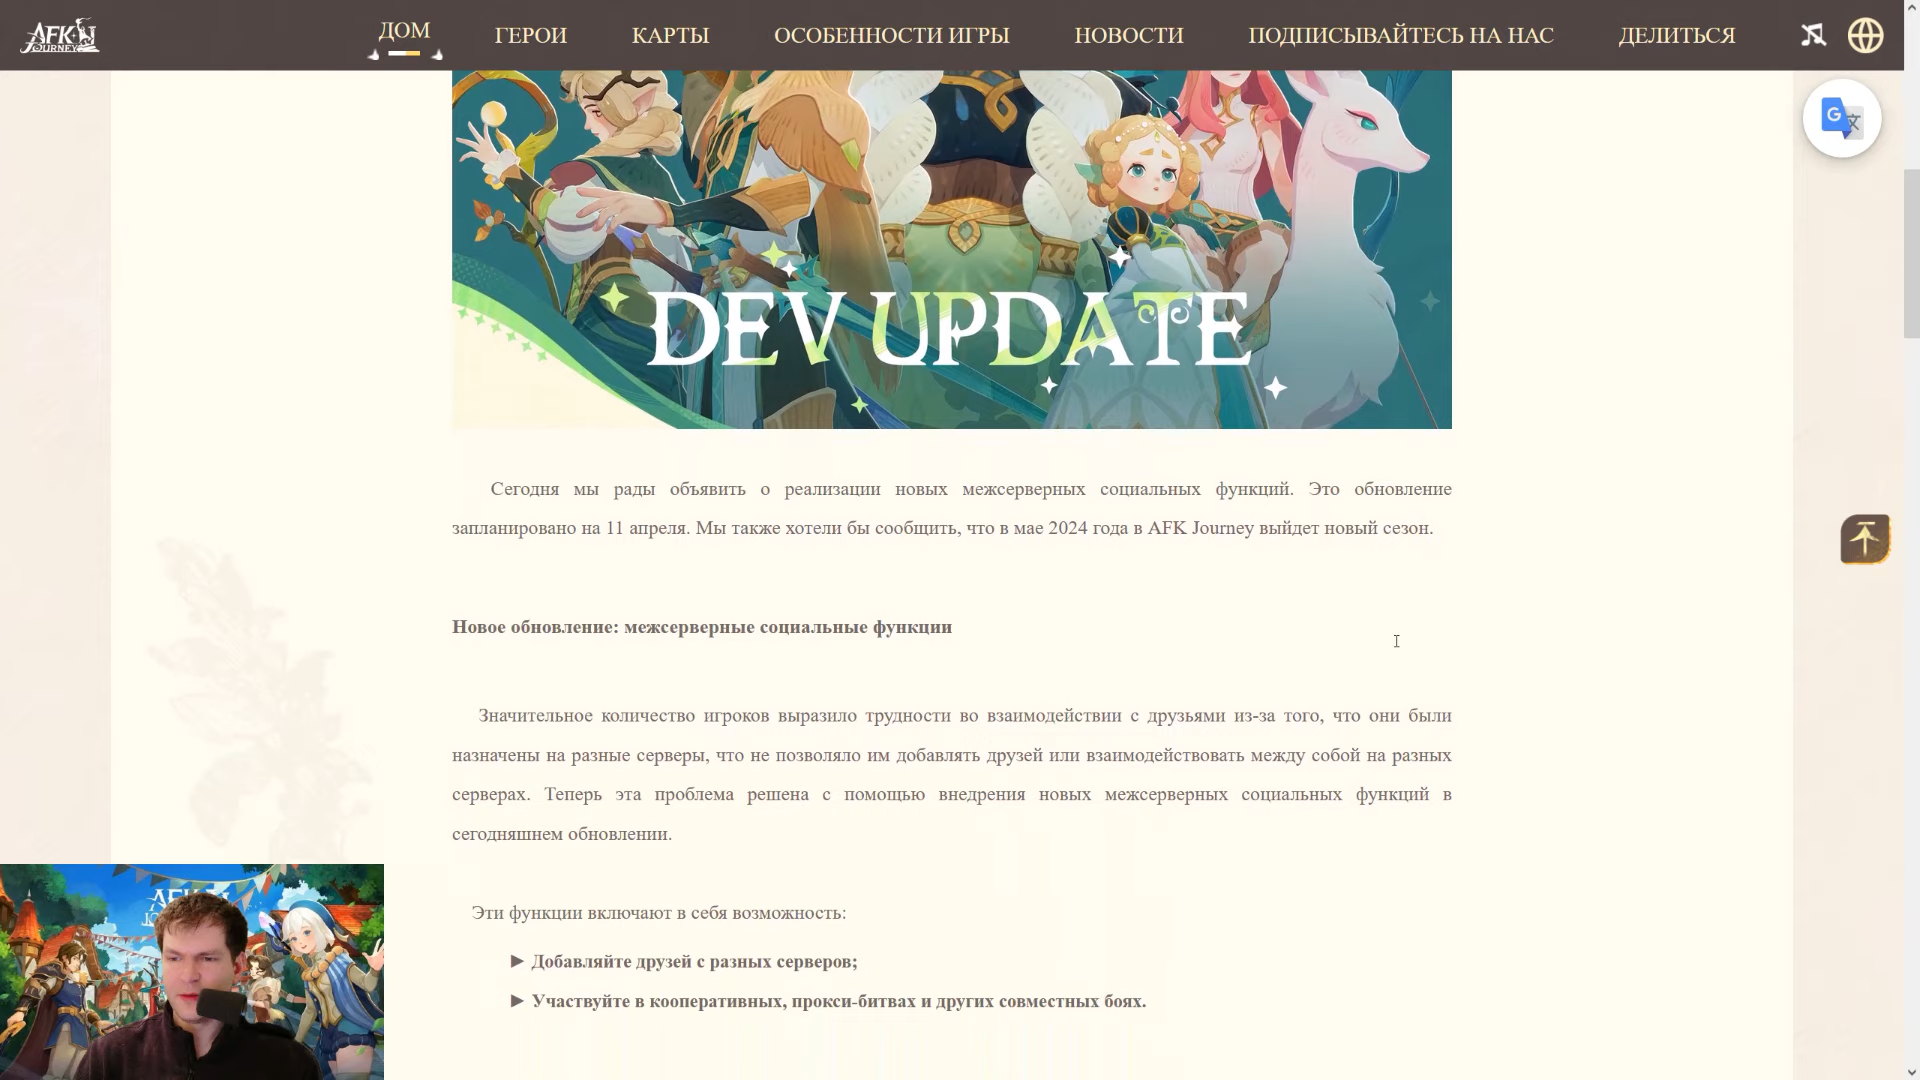 AFK
JOURNEY
ДОМ
ГЕРОИ
КАРТЫ
ОСОБЕННОСТИ ИГРЫ
НОВОСТИ
ПОДПИСЫВАЙТЕСЬ НА НАС
ДЕЛИТЬСЯ
G
DEV UPDATE
Сегодня мы рады объявить о реализации новых межсерверных социальных функций. Это обновление
запланировано на 11 апреля. Мы также хотели бы сообщить, что в мае 2024 года в AFK Journey выйдет новый сезон.
Новое обновление: межсерверные социальные функции
Значительное количество игроков выразило трудности во взаимодействии с друзьями из-за того, что они были
назначены на разные серверы, что не позволяло им добавлять друзей или взаимодействовать между собой на разных
серверах. Теперь эта проблема решена с помощью внедрения новых межсерверных социальных функций в
сегодняшнем обновлении.
Эти функции включают в себя возможность:
► Добавляйте друзей с разных серверов;
► Участвуйте в кооперативных, прокси-битвах и других совместных боях.